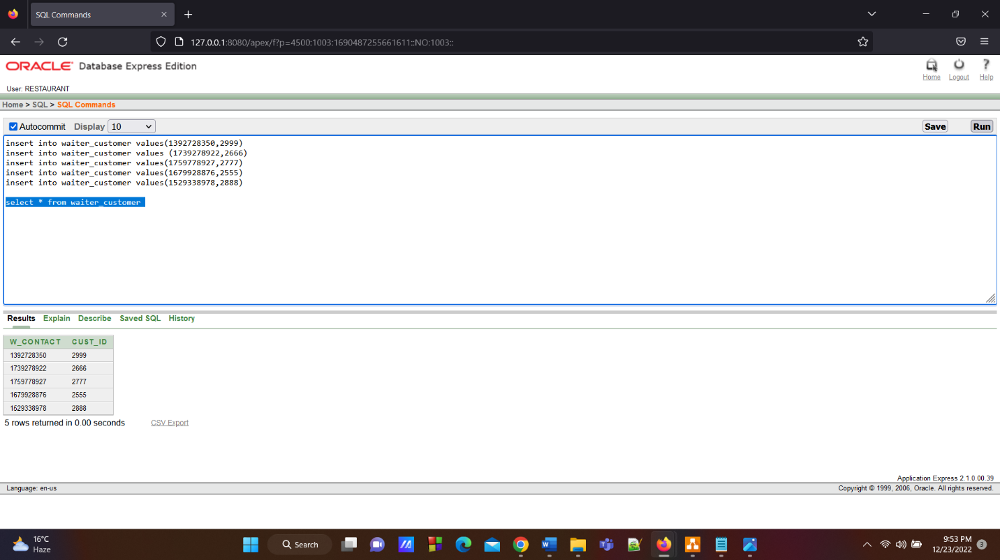 SQL Commands
127.0.0.1:8080/apex/f?p=4500:1003:1690487255661611::NO:1003::
ORACLE Database Express Edition
Home Logout Help
User: RESTAURANT
Home > SQL > SQL Commands
Autocommit Display 10 Save Run
insert into waiter_customer values(1392728350,2999)
insert into waiter_customer values (1739278922,2666)
insert into waiter_customer values(1759778927,2777)
insert into waiter_customer values(1679928876,2555)
insert into waiter_customer values(1529338978,2888)
select * from waiter_customer
Results Explain Describe Saved SQL History
W_CONTACT CUST_ID
1392728350 2999
1739278922 2666
1759778927 2777
1679928876 2555
1529338978 2888
5 rows returned in 0.00 seconds CSV Export
Application Express 2.1.0.00.39
Language: en-us Copyright © 1999, 2006, Oracle. All rights reserved.
16°C
Haze
Search
9:53 PM
12/23/2022
3